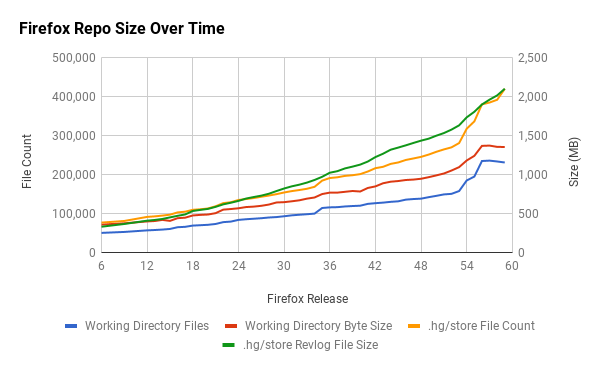 Firefox Repo Size Over Time
500,000
400,000
300,000
200,000
100,000
0
File Count
2,500
2,000
1,500
1,000
500
0
Size (MB)
6 12 18 24 30 36 42 48 54 60
Firefox Release
Working Directory Files Working Directory Byte Size .hg/store File Count
.hg/store Revlog File Size